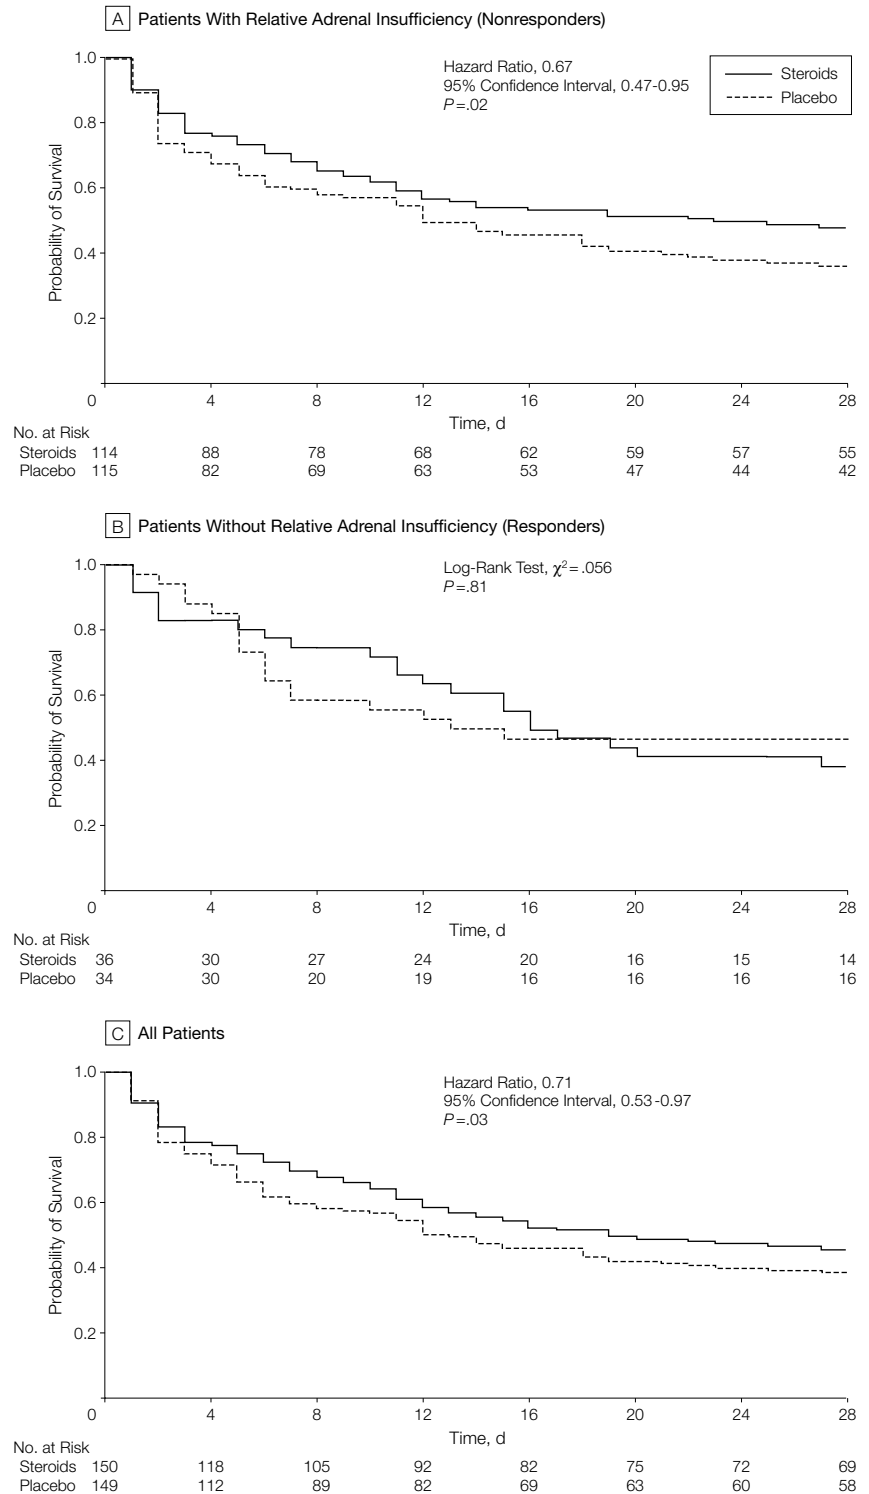 A Patients With Relative Adrenal Insufficiency (Nonresponders)
1.0
0.8
0.6
0.4
0.2
Probability of Survival
Hazard Ratio, 0.67
95% Confidence Interval, 0.47-0.95
P=.02
Steroids
Placebo
0 4 8 12 16 20 24 28
Time, d
No. at Risk
Steroids 114 88 78 68 62 59 57 55
Placebo 115 82 69 63 53 47 44 42
B Patients Without Relative Adrenal Insufficiency (Responders)
1.0
0.8
0.6
0.4
0.2
Probability of Survival
Log-Rank Test, χ²=.056
P=.81
0 4 8 12 16 20 24 28
Time, d
No. at Risk
Steroids 36 30 27 24 20 16 15 14
Placebo 34 30 20 19 16 16 16 16
C All Patients
1.0
0.8
0.6
0.4
0.2
Probability of Survival
Hazard Ratio, 0.71
95% Confidence Interval, 0.53-0.97
P=.03
0 4 8 12 16 20 24 28
Time, d
No. at Risk
Steroids 150 118 105 92 82 75 72 69
Placebo 149 112 89 82 69 63 60 58